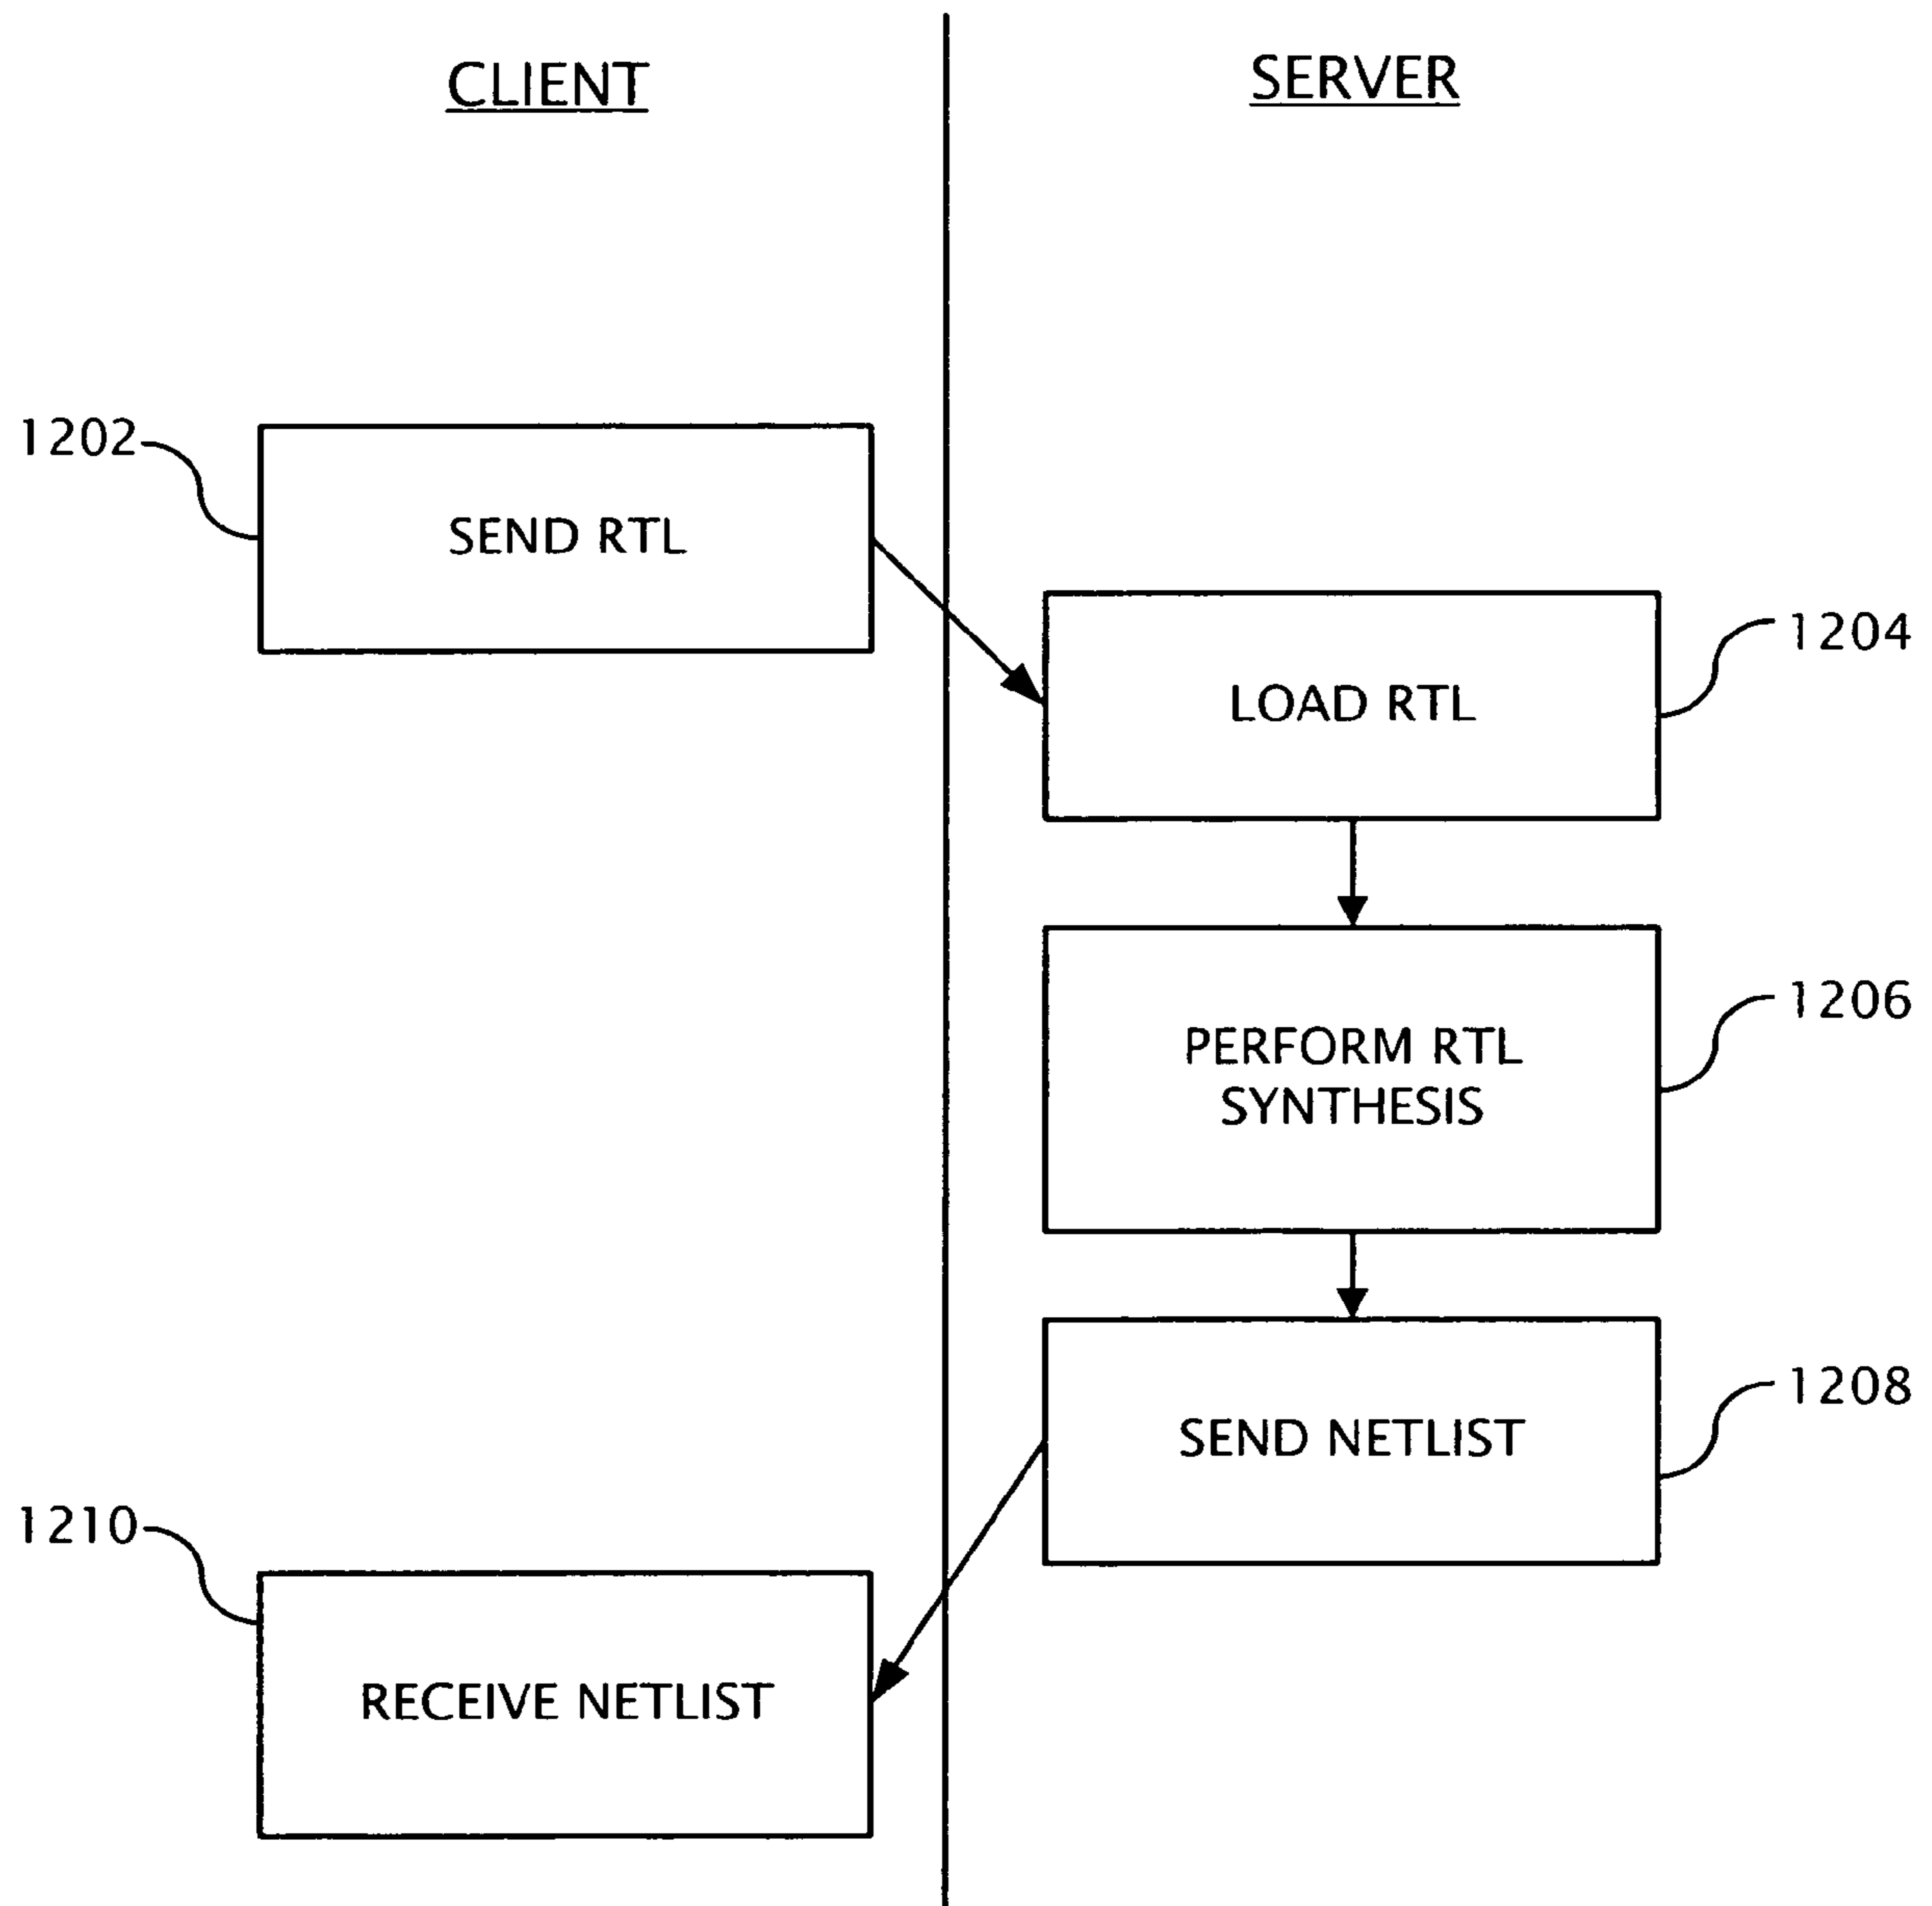 CLIENT
SERVER
1202
SEND RTL
1204
LOAD RTL
1206
PERFORM RTL
SYNTHESIS
1208
SEND NETLIST
1210
RECEIVE NETLIST